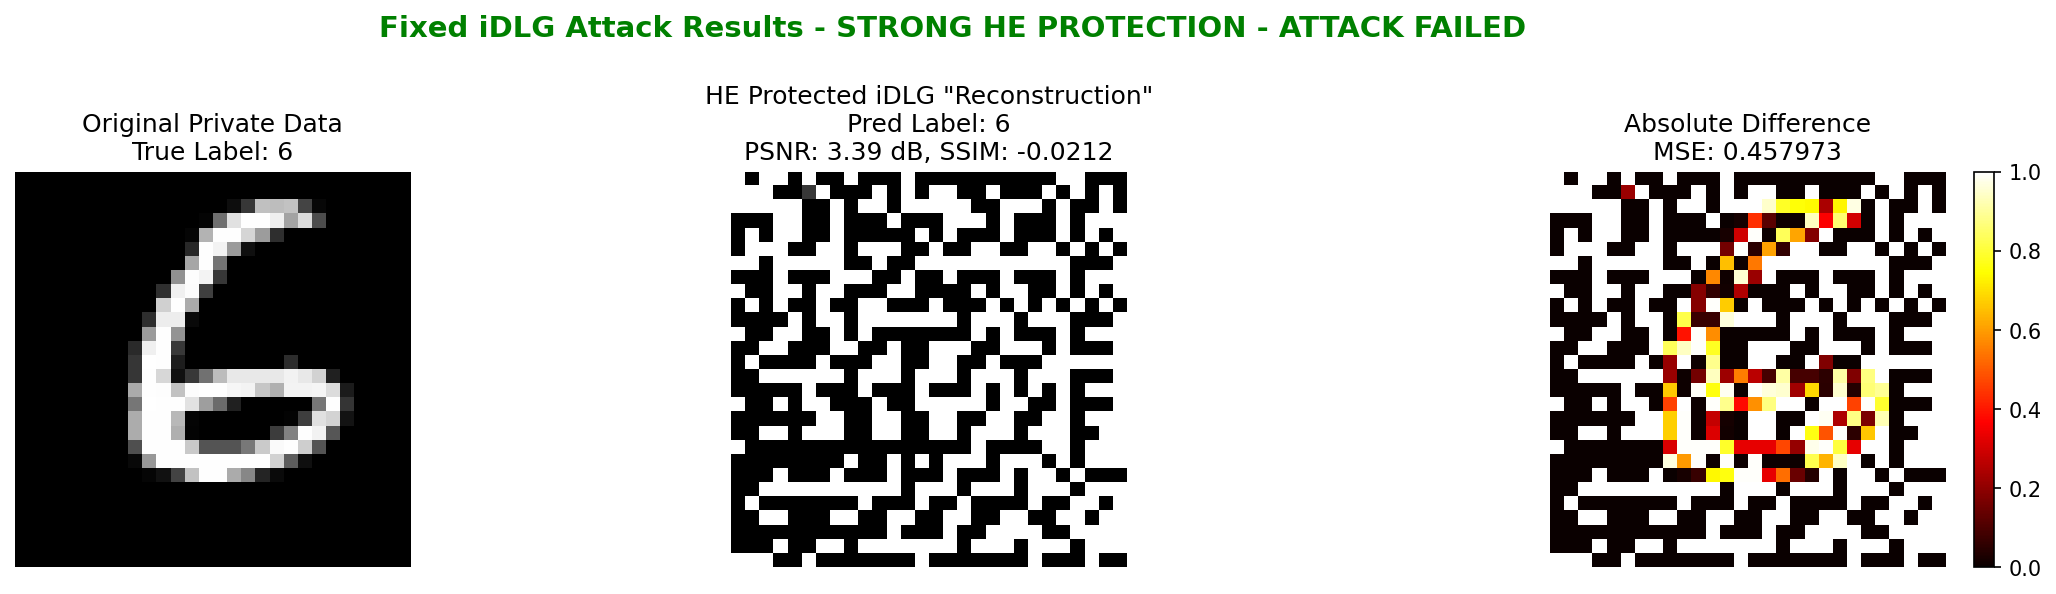 Fixed iDLG Attack Results - STRONG HE PROTECTION - ATTACK FAILED
Original Private Data
True Label: 6
HE Protected iDLG "Reconstruction"
Pred Label: 6
PSNR: 3.39 dB, SSIM: -0.0212
Absolute Difference
MSE: 0.457973
1.0
0.8
0.6
0.4
0.2
0.0